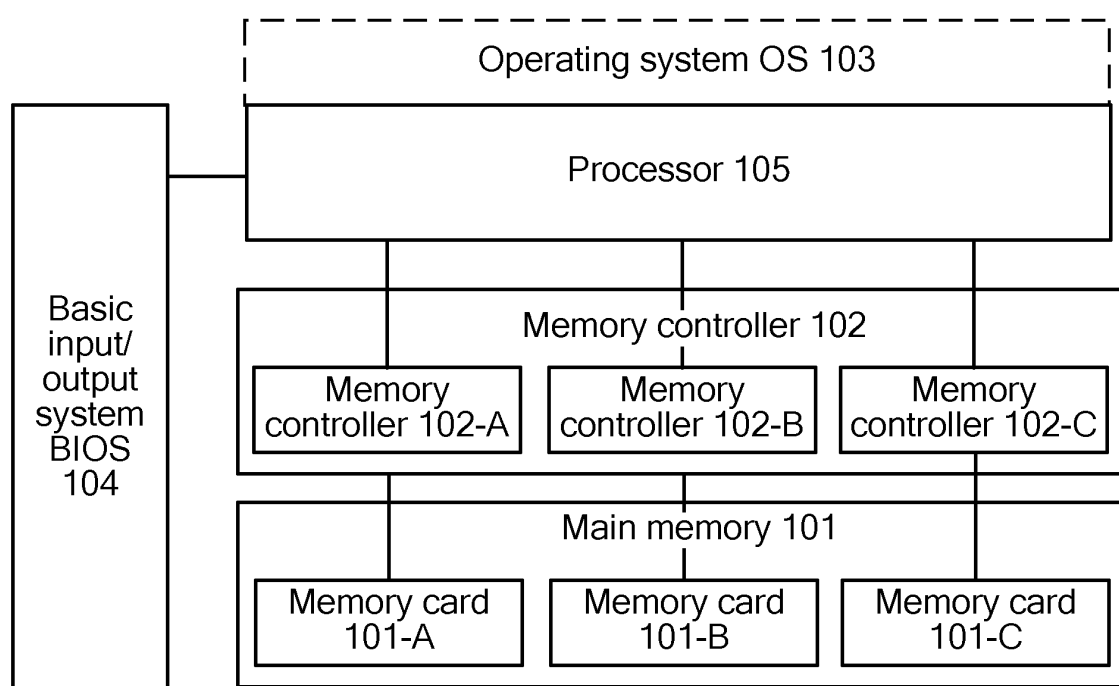 Operating system OS 103
Processor 105
Basic
input/
output
system
BIOS
104
Memory controller 102
Memory
controller 102-A
Memory
controller 102-B
Memory
controller 102-C
Main memory 101
Memory card
101-A
Memory card
101-B
Memory card
101-C